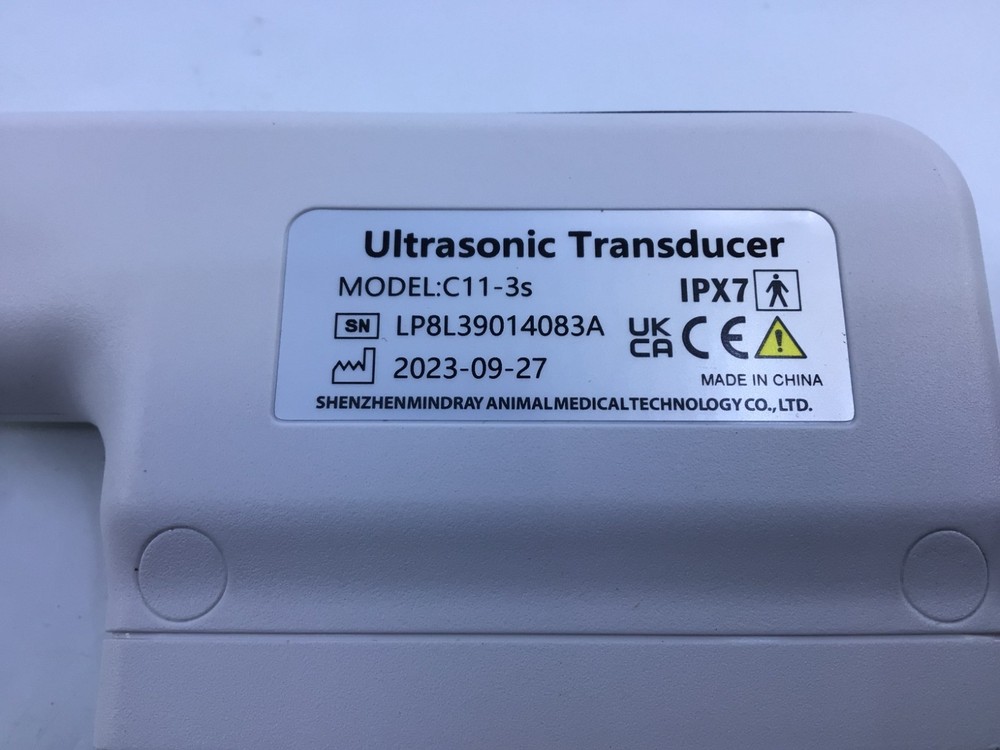 Ultrasonic Transducer
MODEL:C11-3s IPX7
SN LP8L39014083A UK CA CE
2023-09-27
MADE IN CHINA
SHENZHENMINDRAY ANIMALMEDICALTECHNOLOGY CO., LTD.